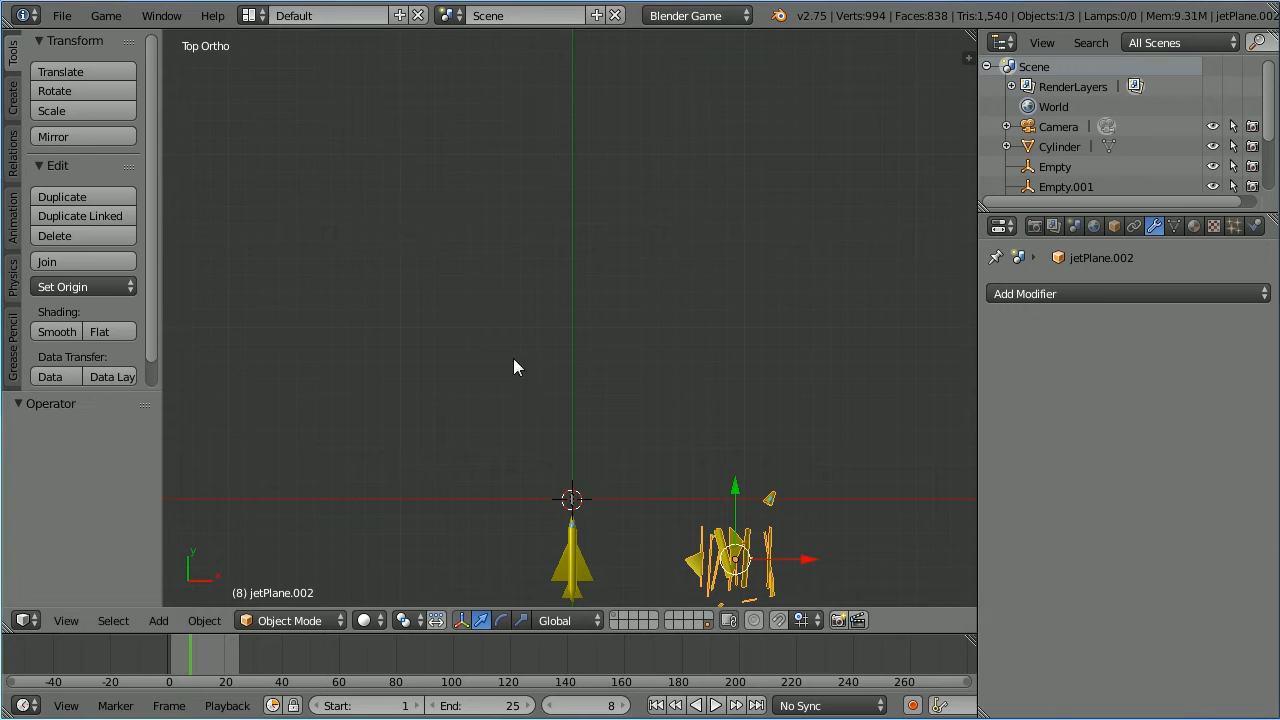 File Game Window Help Default Scene Blender Game v2.75 | Verts:994 | Faces:838 | Tris:1,540 | Objects:1/3 | Lamps:0/0 | Mem:9.31M | jetPlane.002
Tools
Create
Relations
Animation
Physics
Grease Pencil
Transform
Translate
Rotate
Scale
Mirror
Edit
Duplicate
Duplicate Linked
Delete
Join
Set Origin
Shading:
Smooth Flat
Data Transfer:
Data Data Lay
Operator
Top Ortho
y
x
(8) jetPlane.002
View Select Add Object Object Mode Global
View Search All Scenes
Scene
RenderLayers
World
Camera
Cylinder
Empty
Empty.001
jetPlane.002
Add Modifier
-40 -20 0 20 40 60 80 100 120 140 160 180 200 220 240 260
View Marker Frame Playback Start: 1 End: 25 8 No Sync